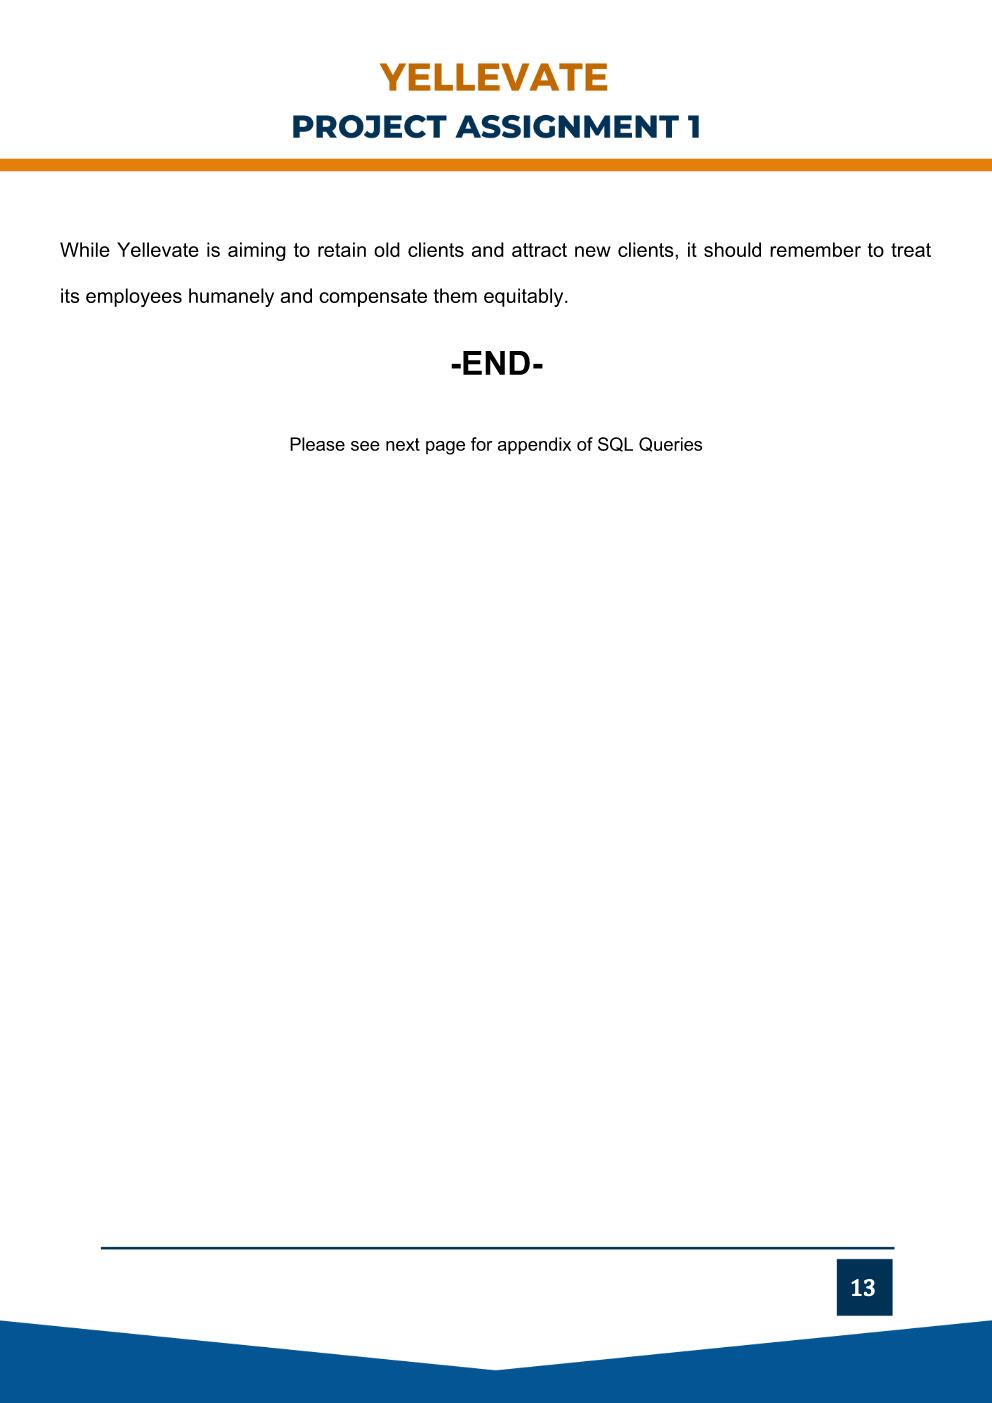 YELLEVATE
PROJECT ASSIGNMENT 1
While Yellevate is aiming to retain old clients and attract new clients, it should remember to treat
its employees humanely and compensate them equitably.
-END-
Please see next page for appendix of SQL Queries
13